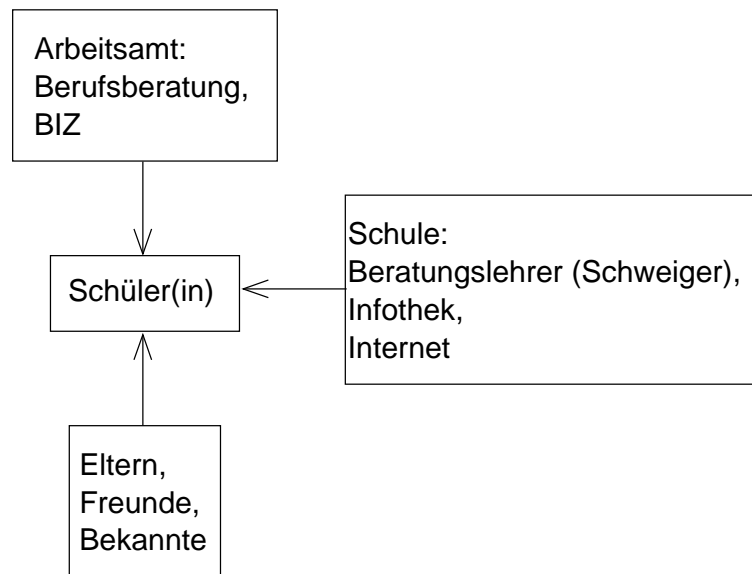 Arbeitsamt:
Berufsberatung,
BIZ
Schule:
Beratungslehrer (Schweiger),
Infothek,
Internet
Schüler(in)
Eltern,
Freunde,
Bekannte